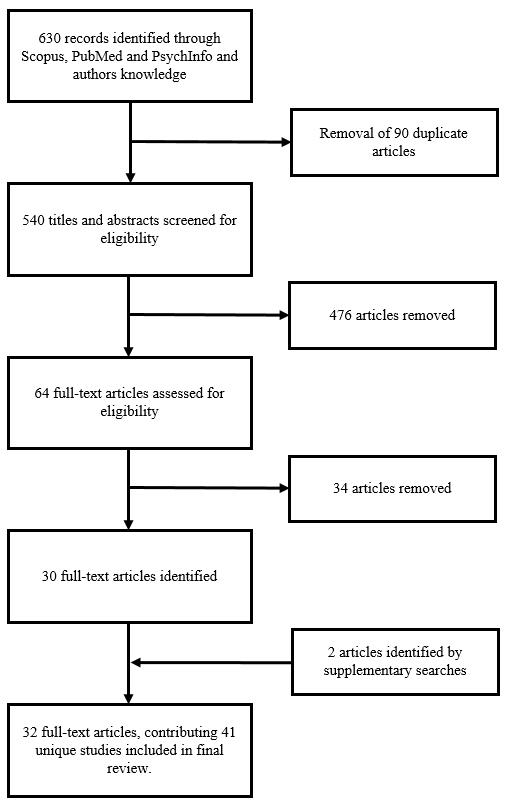 630 records identified through
Scopus, PubMed and PsychInfo and
authors knowledge
Removal of 90 duplicate
articles
540 titles and abstracts screened for
eligibility
476 articles removed
64 full-text articles assessed for
eligibility
34 articles removed
30 full-text articles identified
2 articles identified by
supplementary searches
32 full-text articles, contributing 41
unique studies included in final
review.